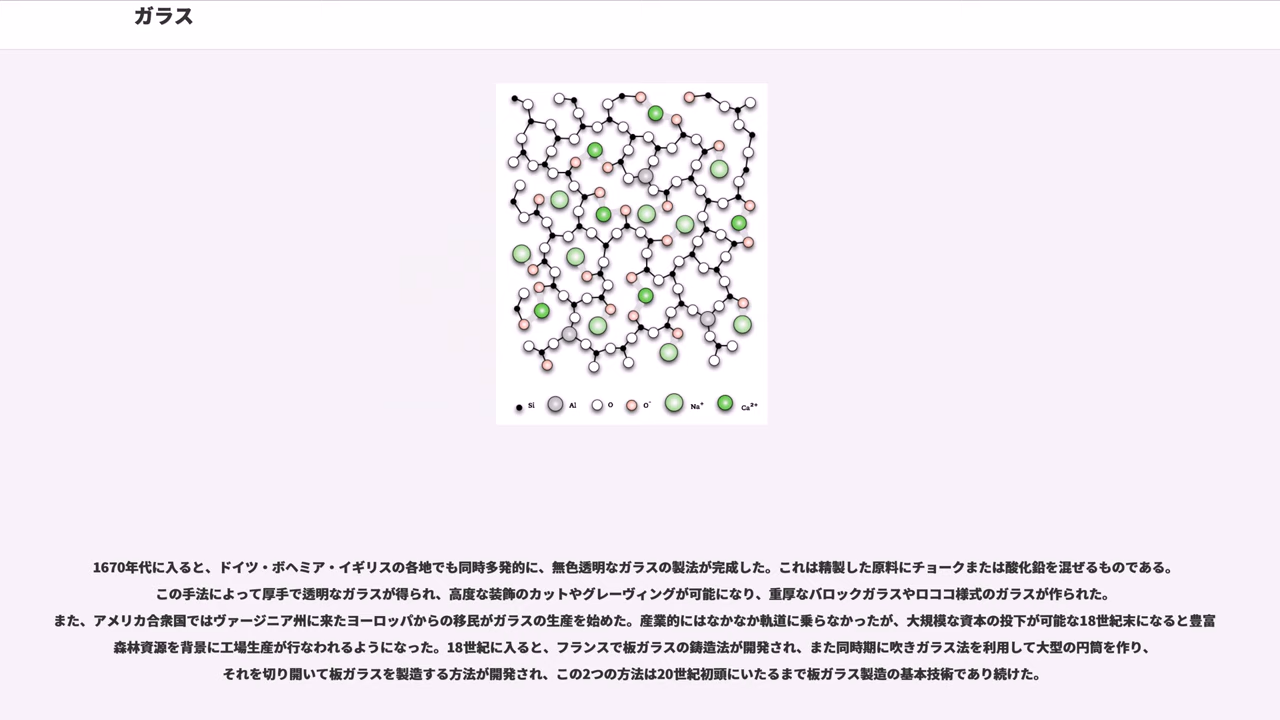 ガラス
Si Al O O⁻ Na⁺ Ca²⁺
1670年代に入ると、ドイツ・ボヘミア・イギリスの各地でも同時多発的に、無色透明なガラスの製法が完成した。これは精製した原料にチョークまたは酸化鉛を混ぜるものである。
この手法によって厚手で透明なガラスが得られ、高度な装飾のカットやグレーヴィングが可能になり、重厚なバロックガラスやロココ様式のガラスが作られた。
また、アメリカ合衆国ではヴァージニア州に来たヨーロッパからの移民がガラスの生産を始めた。産業的にはなかなか軌道に乗らなかったが、大規模な資本の投下が可能な18世紀末になると豊富
森林資源を背景に工場生産が行なわれるようになった。18世紀に入ると、フランスで板ガラスの鋳造法が開発され、また同時期に吹きガラス法を利用して大型の円筒を作り、
それを切り開いて板ガラスを製造する方法が開発され、この2つの方法は20世紀初頭にいたるまで板ガラス製造の基本技術であり続けた。